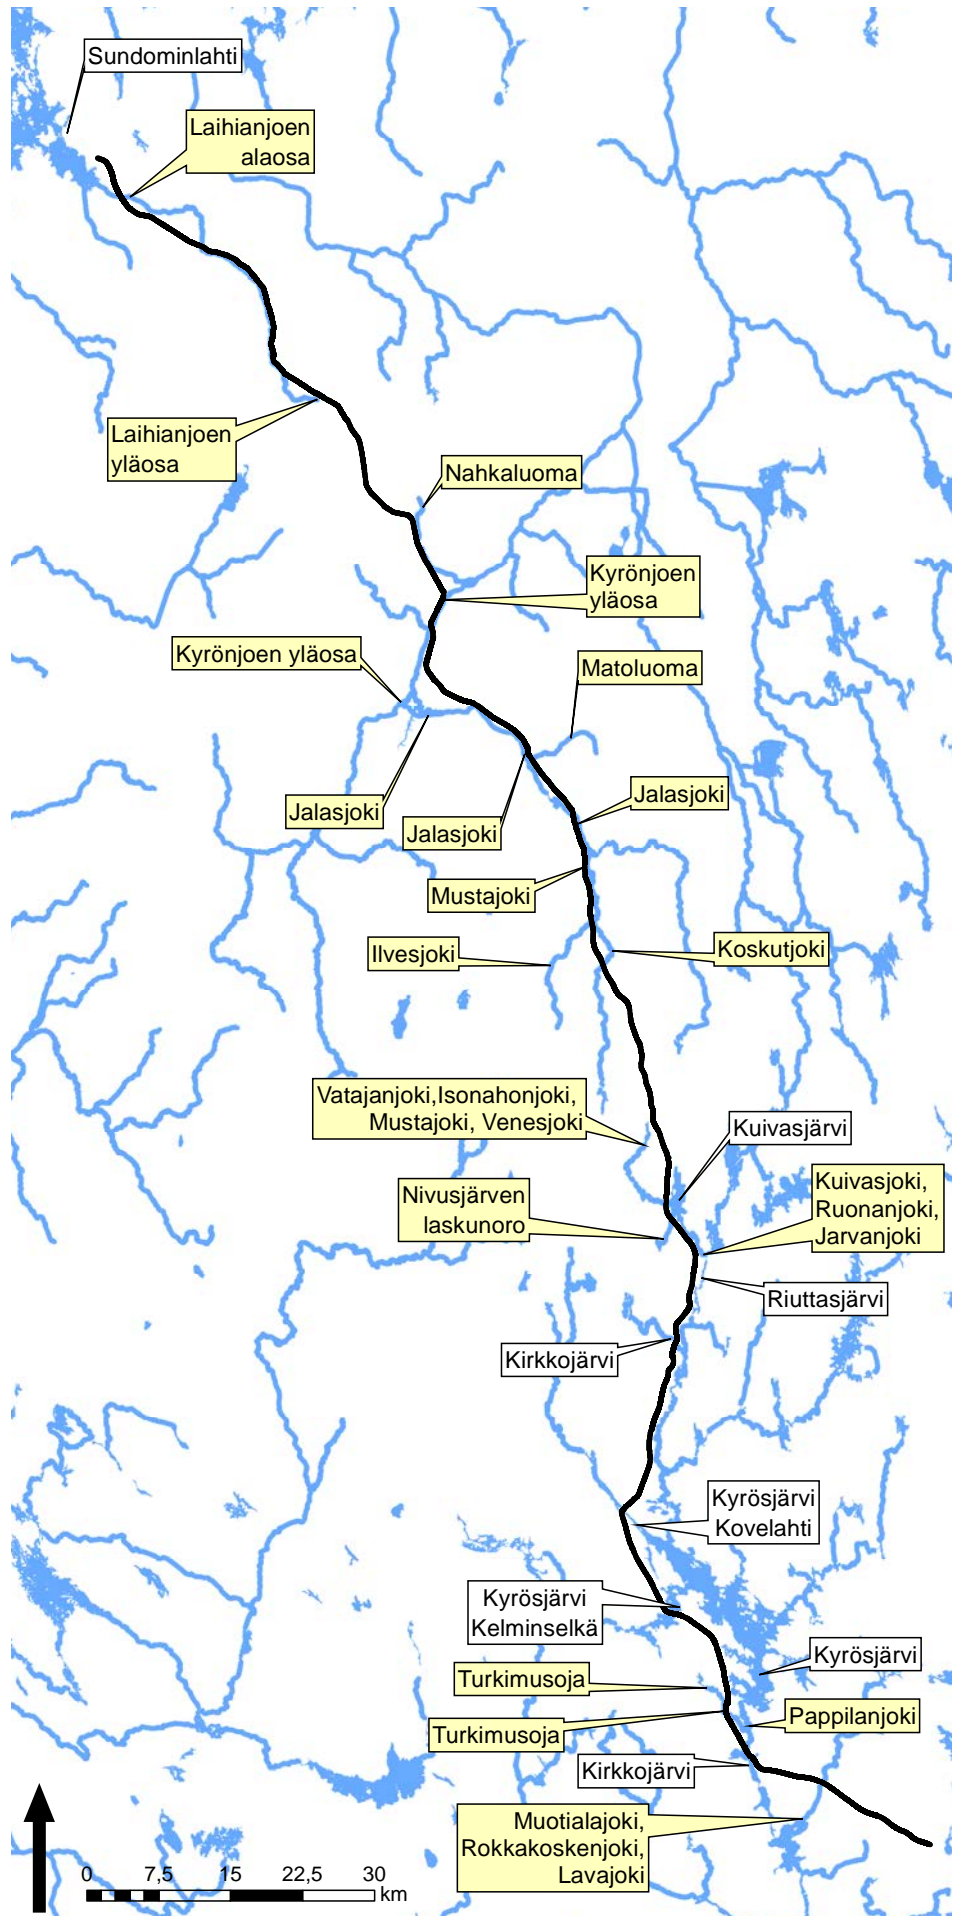 Sundominlahti
Laihianjoen
alaosa
Laihianjoen
yläosa
Nahkaluoma
Kyrönjoen
yläosa
Kyrönjoen yläosa
Matoluoma
Jalasjoki
Jalasjoki
Jalasjoki
Mustajoki
Ilvesjoki
Koskutjoki
Vatajanjoki,Isonahonjoki,
Mustajoki, Venesjoki
Kuivasjärvi
Nivusjärven
laskunoro
Kuivasjoki,
Ruonanjoki,
Jarvanjoki
Riuttasjärvi
Kirkkojärvi
Kyrösjärvi
Kovelahti
Kyrösjärvi
Kelminselkä
Kyrösjärvi
Turkimusoja
Pappilanjoki
Turkimusoja
Kirkkojärvi
Muotialajoki,
Rokkakoskenjoki,
Lavajoki
0 7,5 15 22,5 30
km